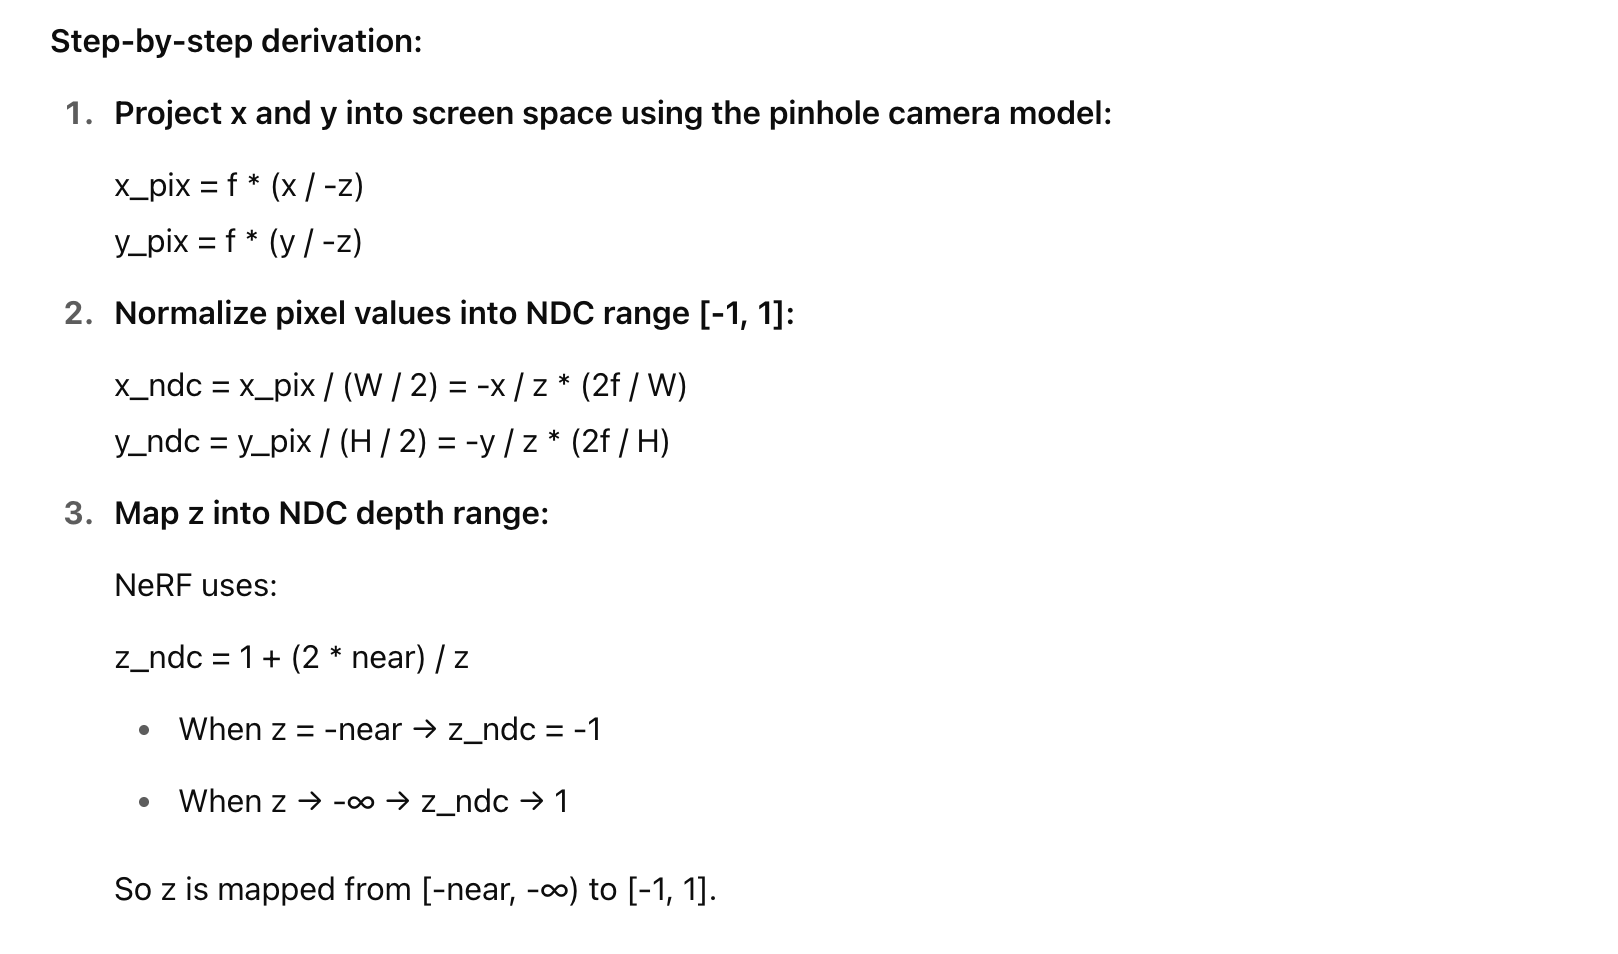 Step-by-step derivation:
1. Project x and y into screen space using the pinhole camera model:
x_pix = f * (x / -z)
y_pix = f * (y / -z)
2. Normalize pixel values into NDC range [-1, 1]:
x_ndc = x_pix / (W / 2) = -x / z * (2f / W)
y_ndc = y_pix / (H / 2) = -y / z * (2f / H)
3. Map z into NDC depth range:
NeRF uses:
z_ndc = 1 + (2 * near) / z
• When z = -near → z_ndc = -1
• When z → -∞ → z_ndc → 1
So z is mapped from [-near, -∞) to [-1, 1].